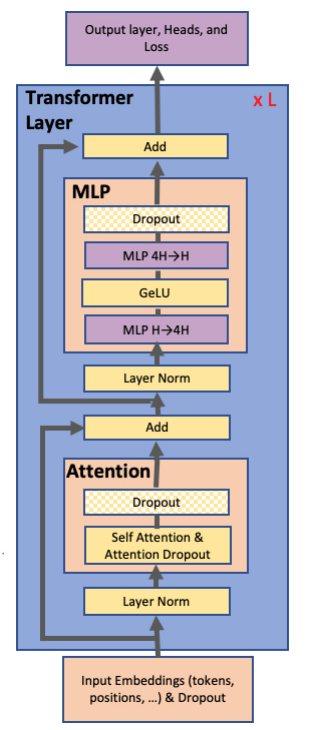 Output layer, Heads, and
Loss
Transformer
Layer
x L
Add
MLP
Dropout
MLP 4H→H
GeLU
MLP H→4H
Layer Norm
Add
Attention
Dropout
Self Attention &
Attention Dropout
Layer Norm
Input Embeddings (tokens,
positions, ...) & Dropout